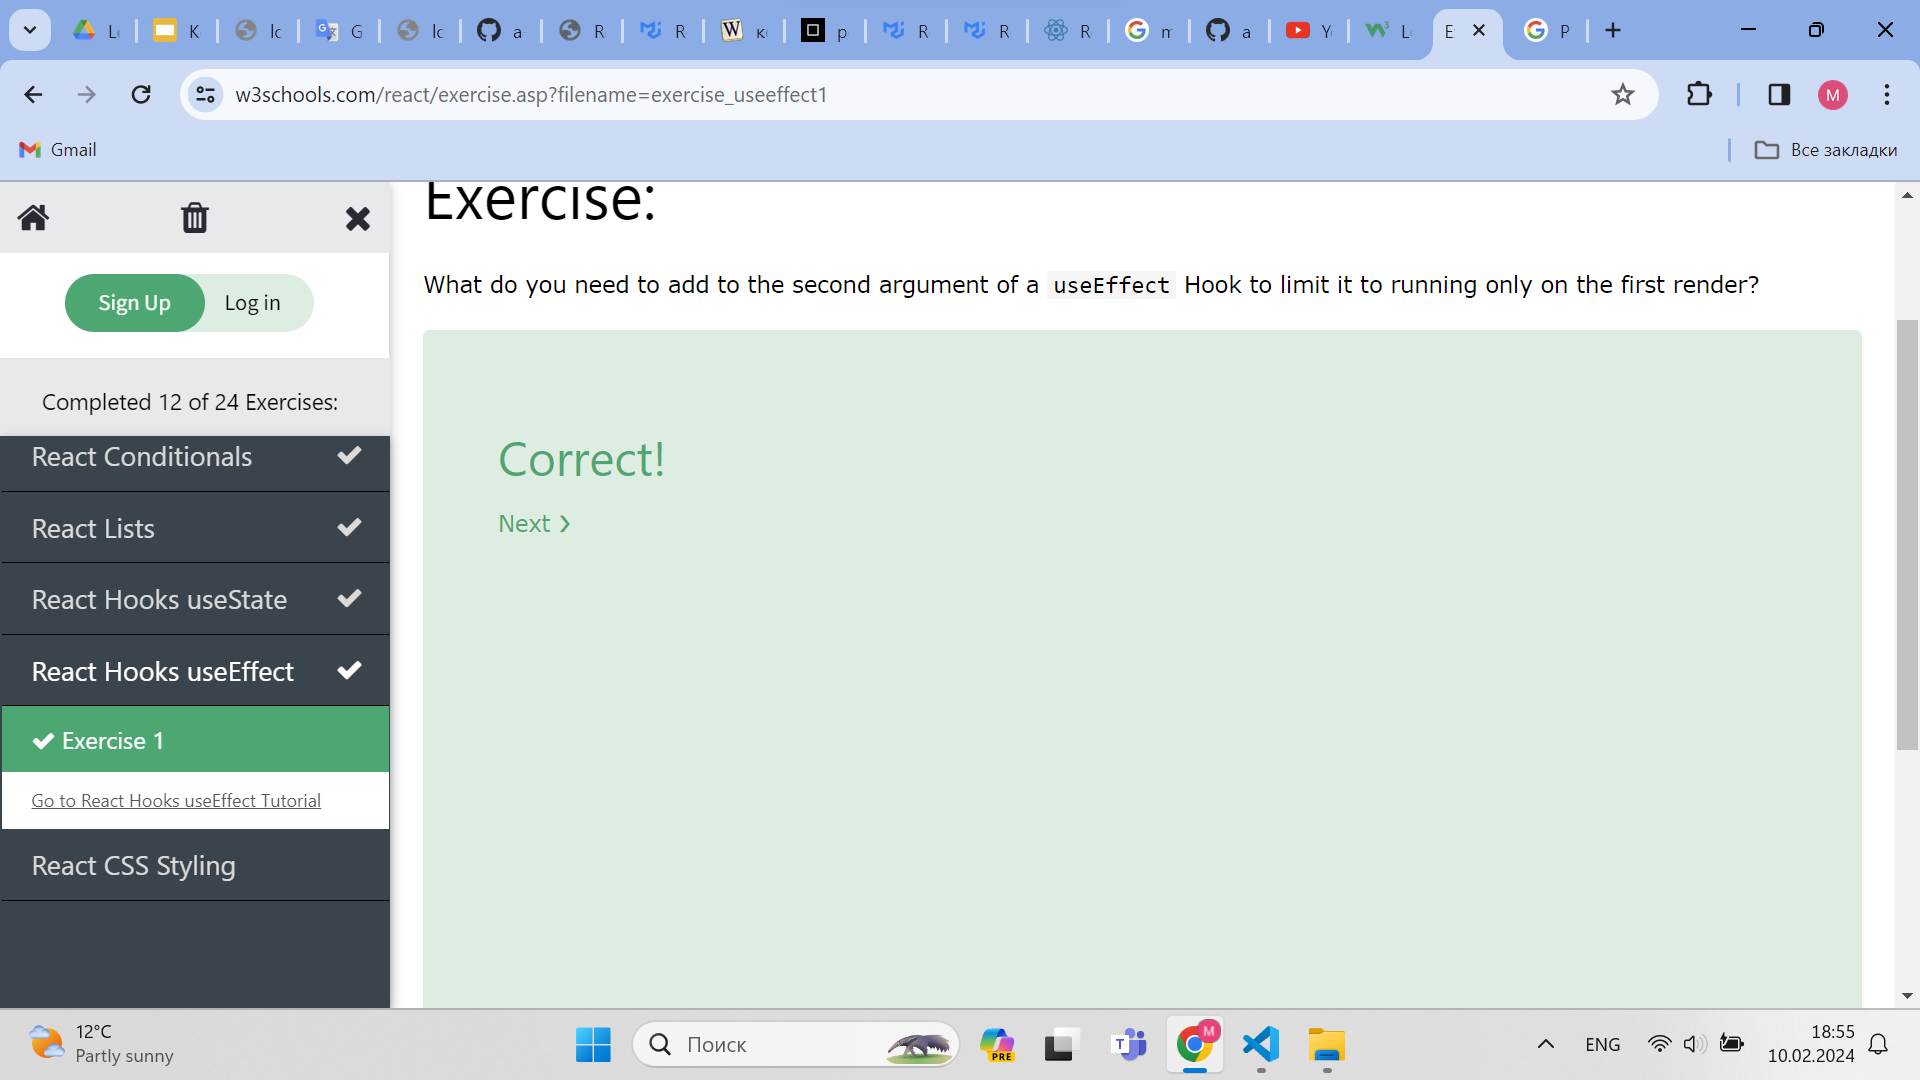 w3schools.com/react/exercise.asp?filename=exercise_useeffect1
M
Gmail
Все закладки
Exercise:
Sign Up
Log in
What do you need to add to the second argument of a useEffect Hook to limit it to running only on the first render?
Completed 12 of 24 Exercises:
React Conditionals
React Lists
React Hooks useState
React Hooks useEffect
Exercise 1
Go to React Hooks useEffect Tutorial
React CSS Styling
Correct!
Next ❯
12°C
Partly sunny
Поиск
PRE
M
ENG
18:55
10.02.2024